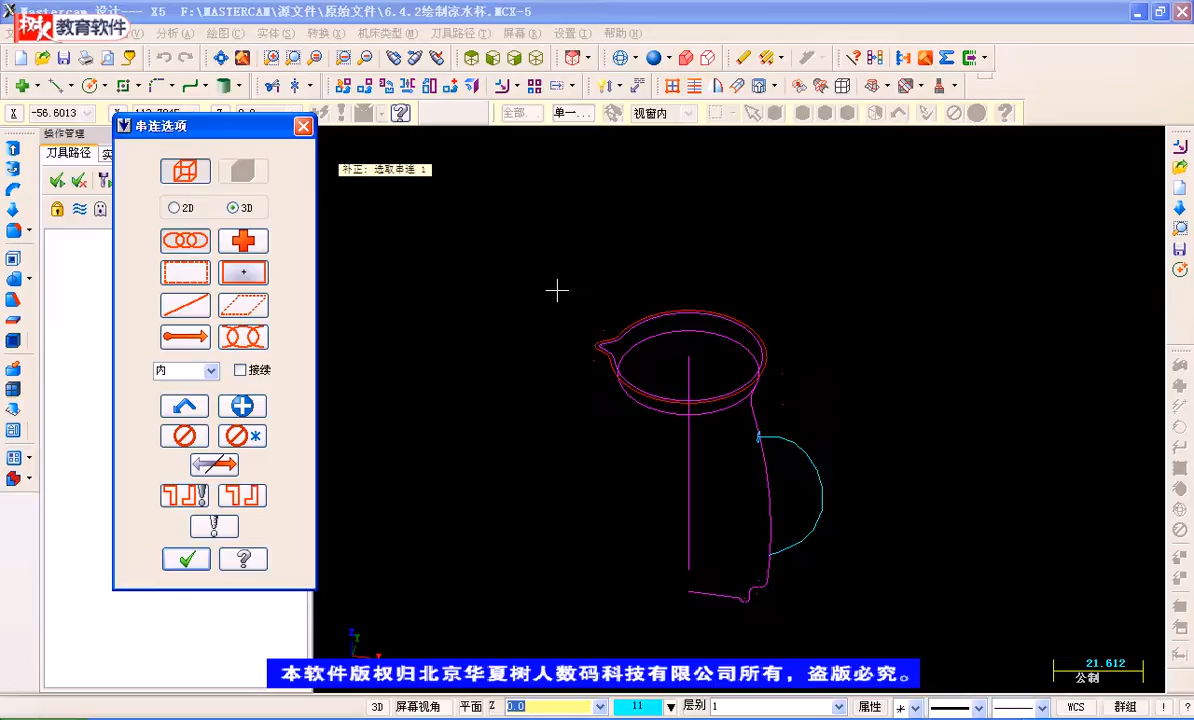 Mastercam 设计— X5 F:\MASTERCAM\源文件\原始文件\6.4.2绘制凉水杯.MCX-5
树人教育软件
分析(A) 绘图(C) 实体(S) 转换(X) 机床类型(M) 刀具路径(T) 屏幕(R) 设置(I) 帮助(H)
X -56.6013
全部... 单一... 视窗内
操作管理
刀具路径 实
串连选项
2D 3D
内 接续
补正: 选取串连 1
21.612
公制
本软件版权归北京华夏树人数码科技有限公司所有，盗版必究。
3D 屏幕视角 平面 Z 0.0 11 层别 1 属性 WCS 群组 ! ?